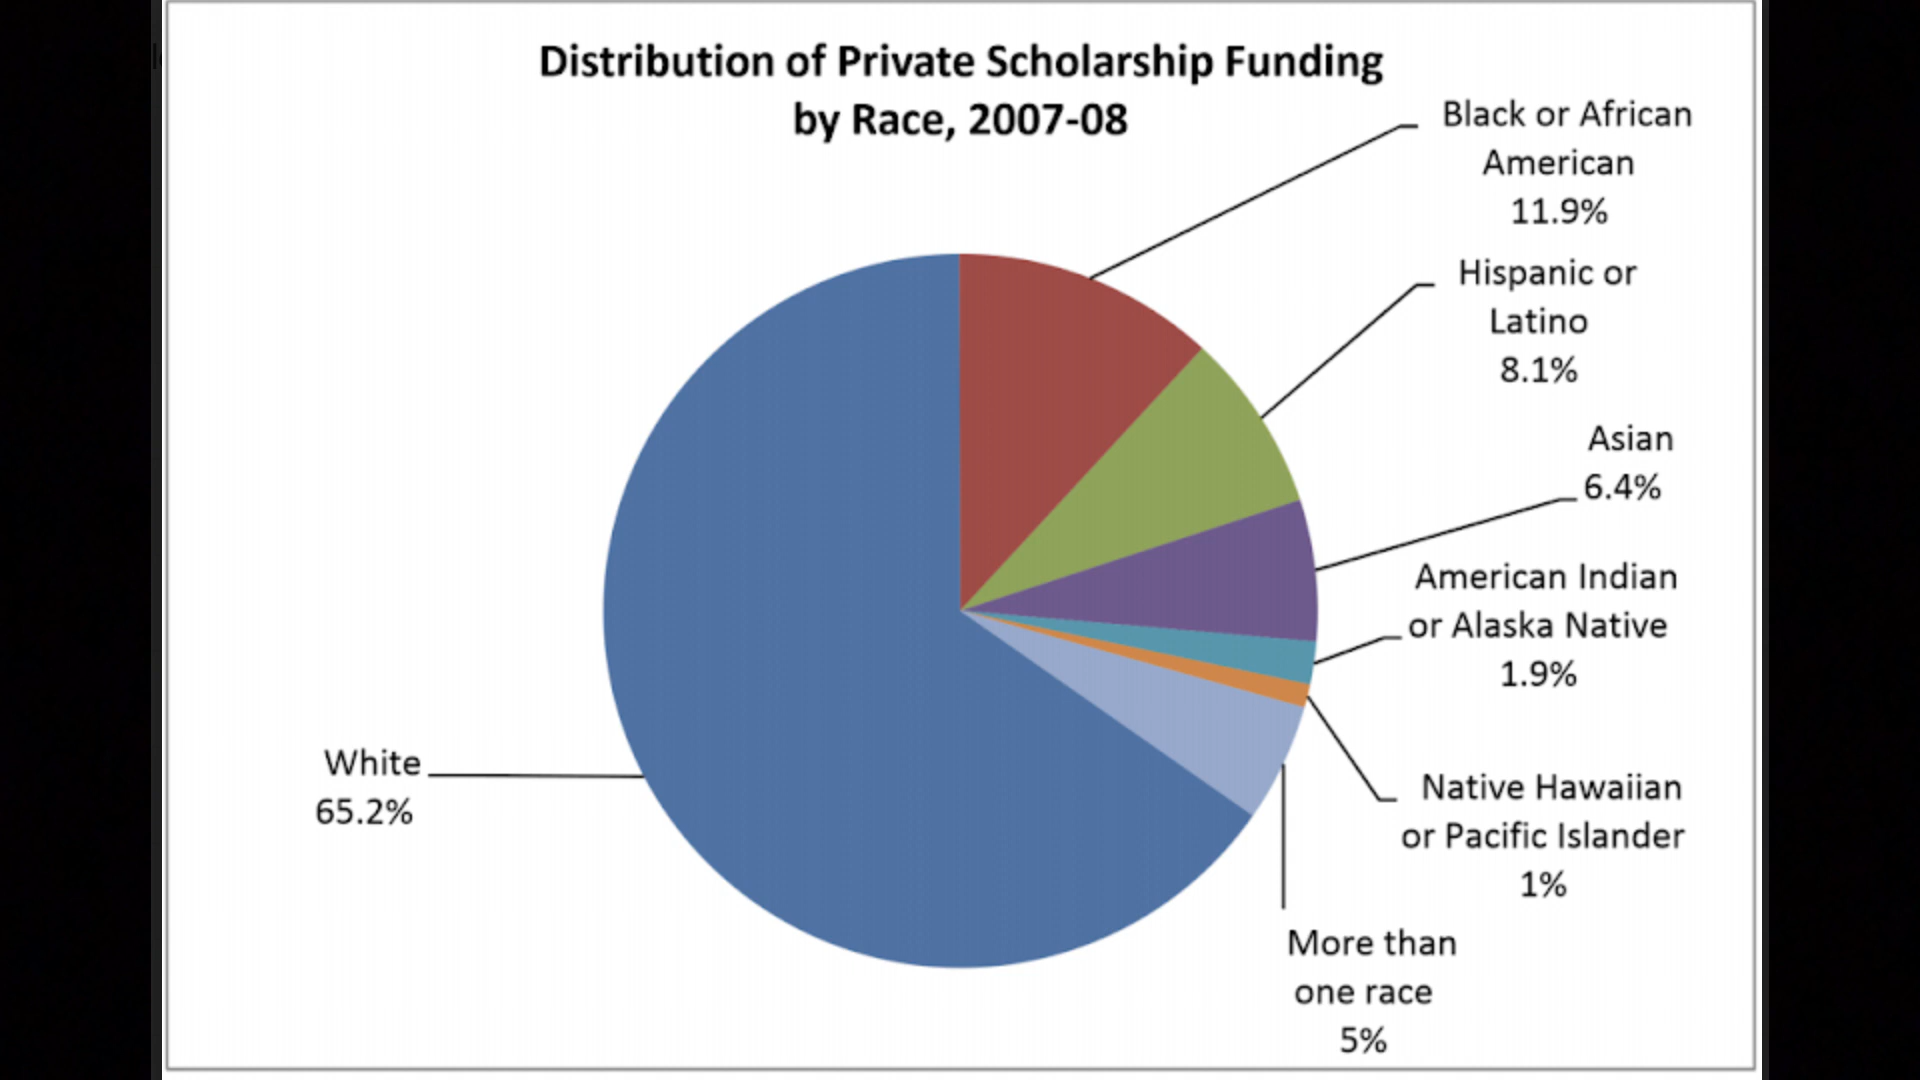 Distribution of Private Scholarship Funding
by Race, 2007-08
Black or African
American
11.9%
Hispanic or
Latino
8.1%
Asian
6.4%
American Indian
or Alaska Native
1.9%
White
65.2%
Native Hawaiian
or Pacific Islander
1%
More than
one race
5%